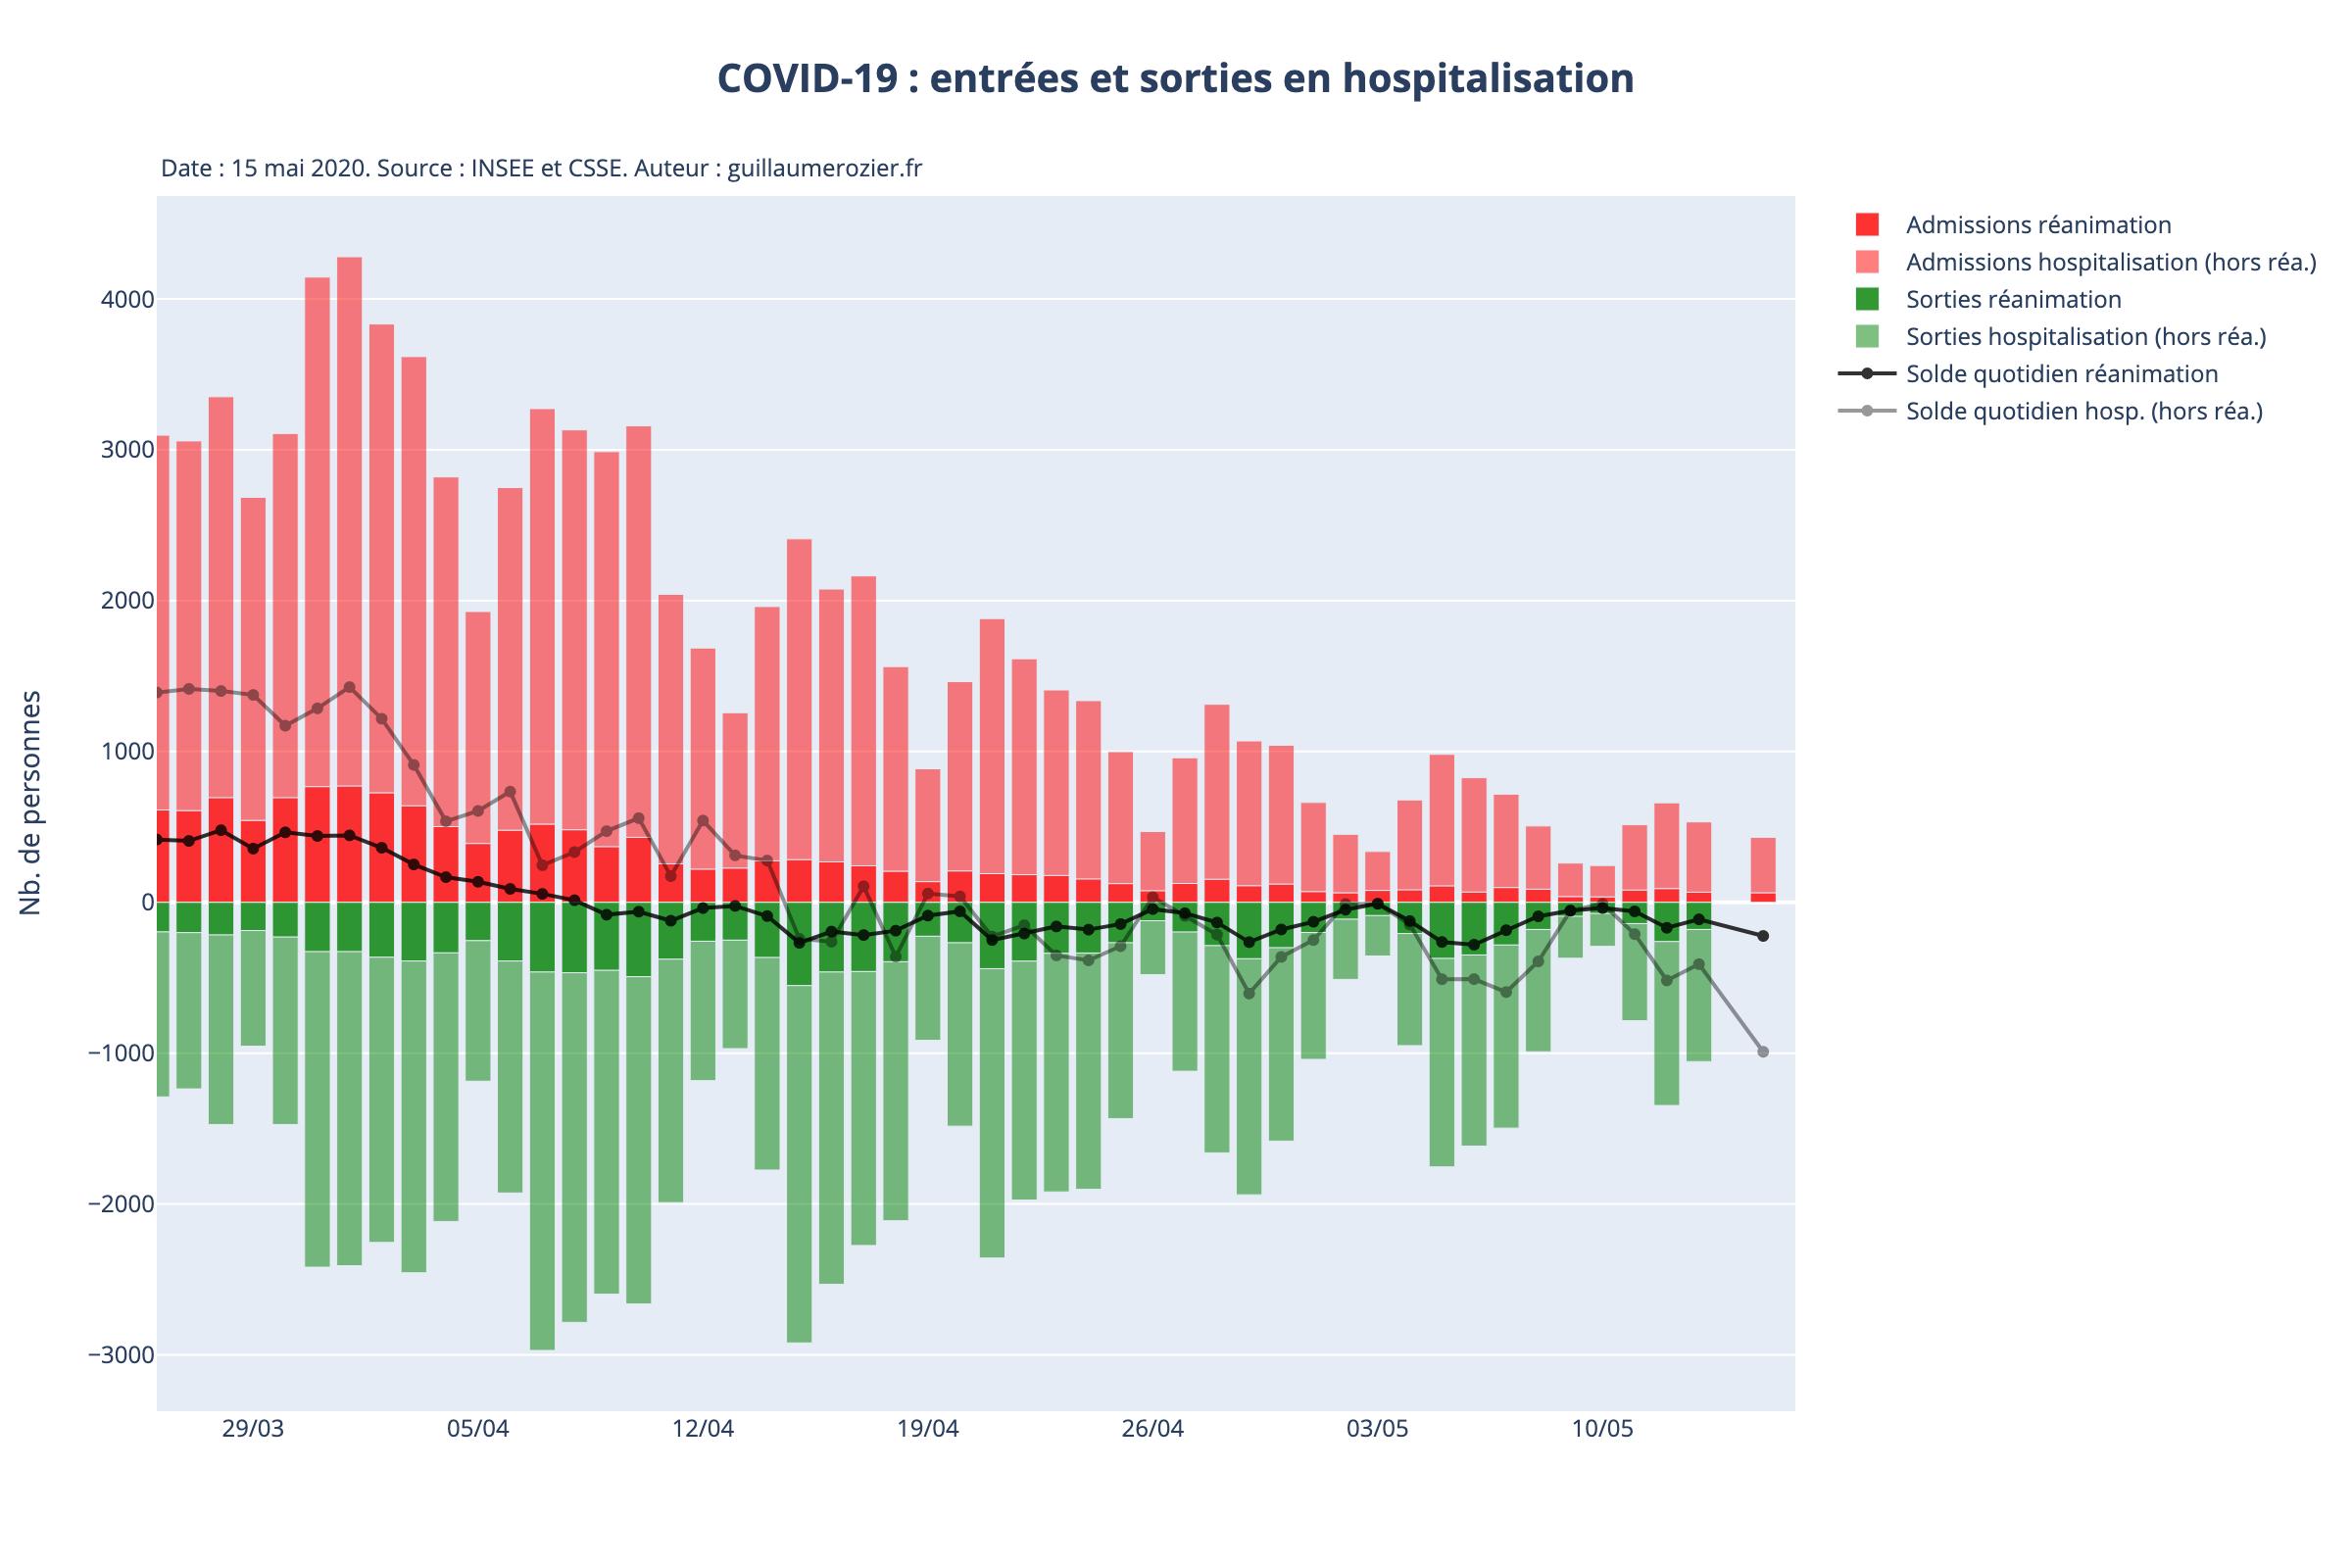 COVID-19 : entrées et sorties en hospitalisation
Date : 15 mai 2020. Source : INSEE et CSSE. Auteur : guillaumerozier.fr
Admissions réanimation
Admissions hospitalisation (hors réa.)
Sorties réanimation
Sorties hospitalisation (hors réa.)
Solde quotidien réanimation
Solde quotidien hosp. (hors réa.)
Nb. de personnes
4000
3000
2000
1000
0
−1000
−2000
−3000
29/03 05/04 12/04 19/04 26/04 03/05 10/05